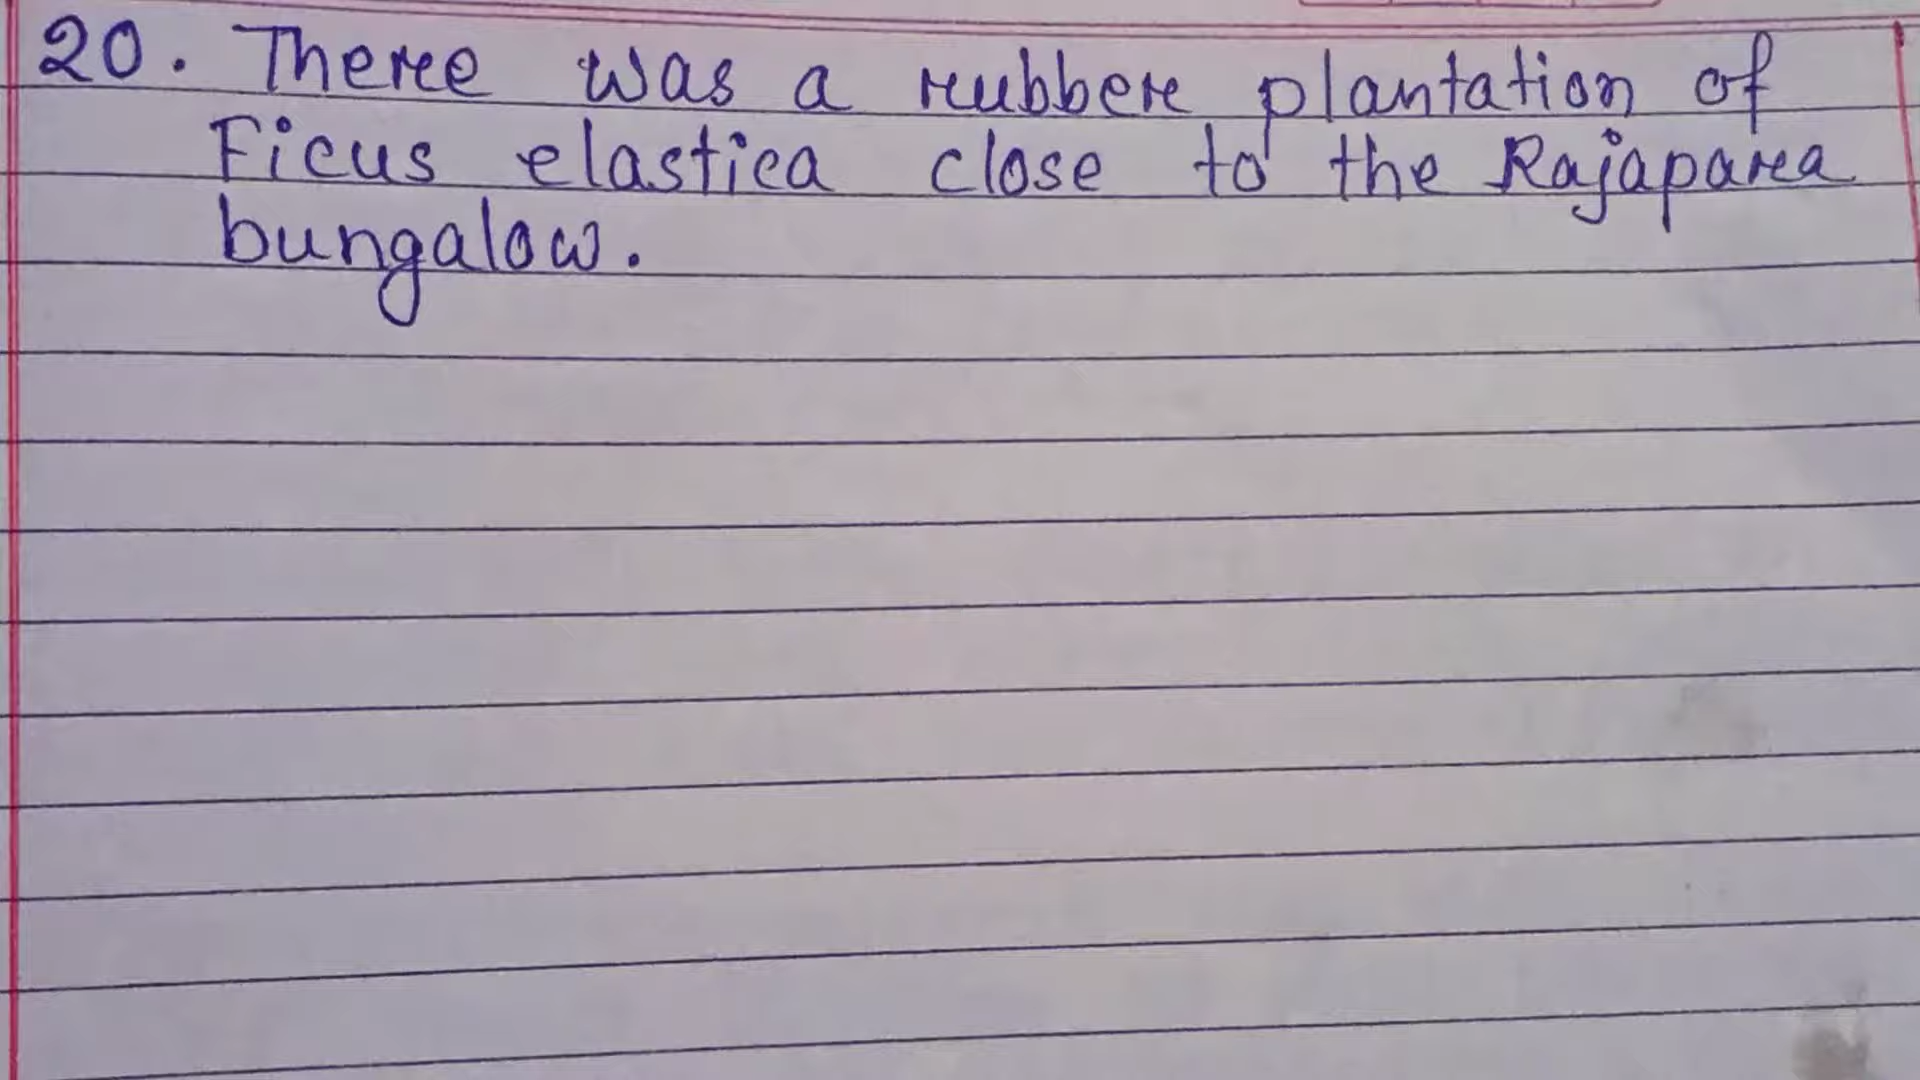 20. There was a rubber plantation of
Ficus elastica close to the Rajapara
bungalow.